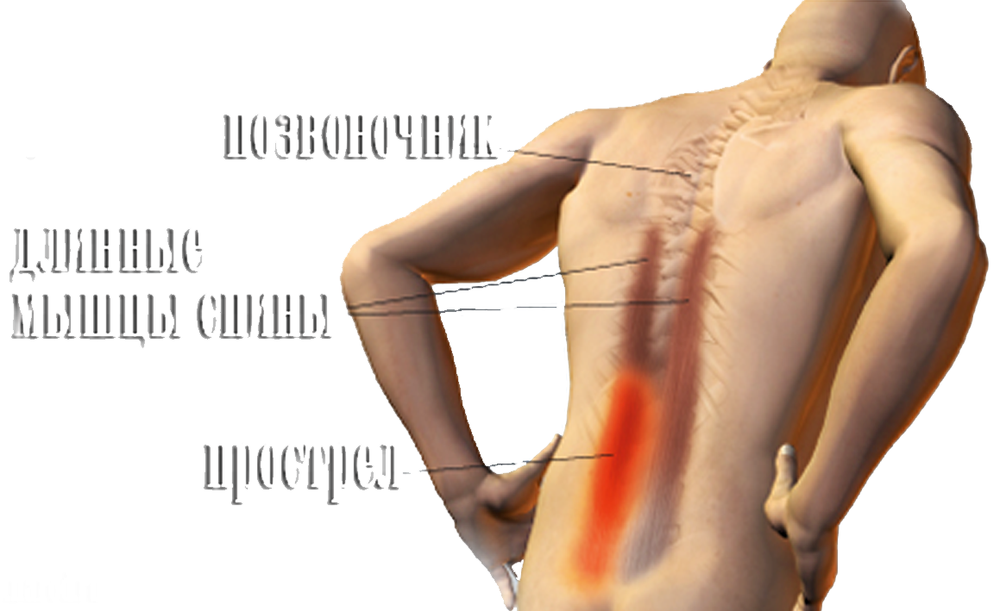 позвоночник
длинные
мышцы спины
прострел